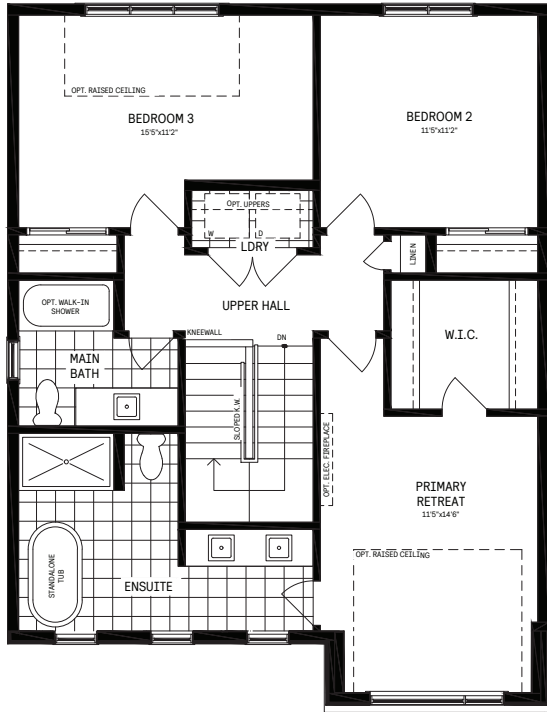 OPT. RAISED CEILING
BEDROOM 3
15'5"x11'2"
BEDROOM 2
11'5"x11'2"
OPT. UPPERS
W
D
LDRY
LINEN
OPT. WALK-IN
SHOWER
UPPER HALL
KNEEWALL
DN
W.I.C.
MAIN
BATH
SLOPED K.W.
OPT. ELEC. FIREPLACE
PRIMARY
RETREAT
11'5"x14'6"
OPT. RAISED CEILING
STANDALONE
TUB
ENSUITE